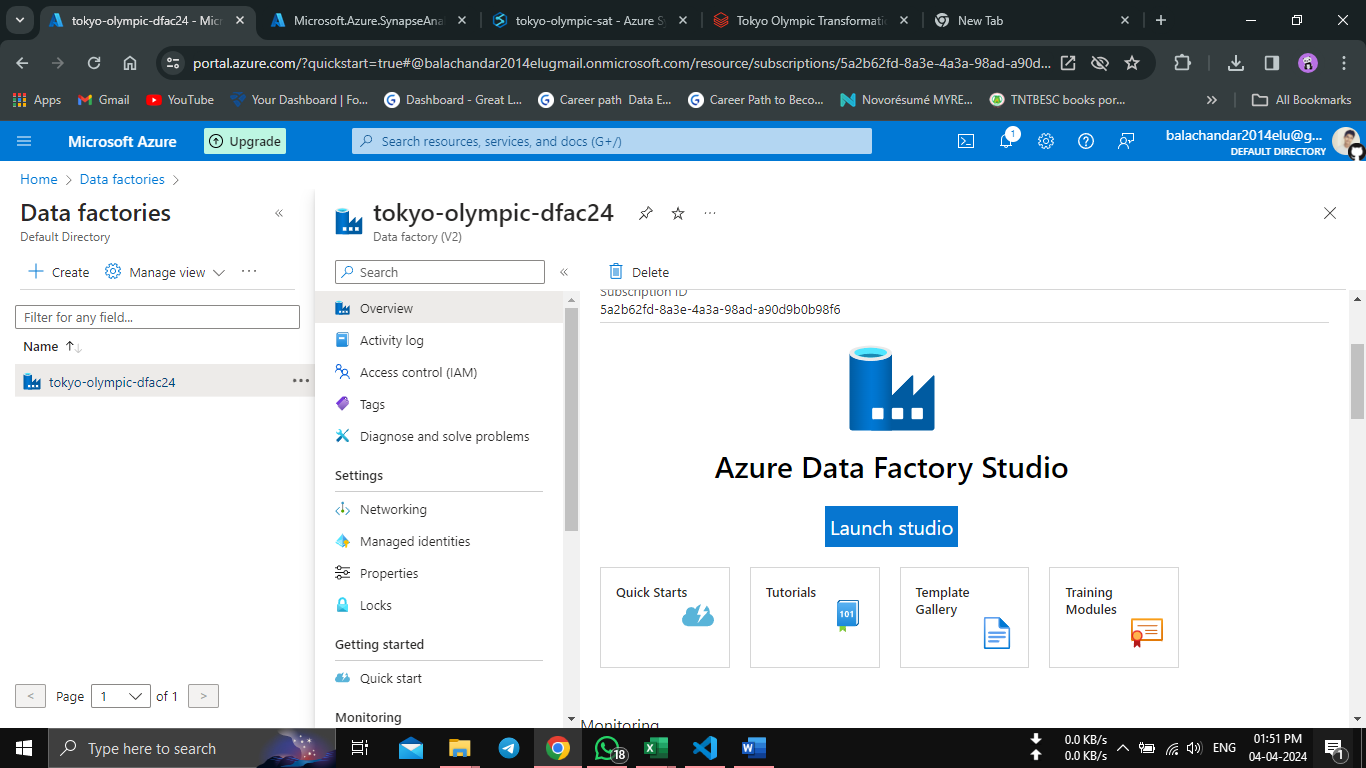 tokyo-olympic-dfac24 - Mic
Microsoft.Azure.SynapseAnal
tokyo-olympic-sat - Azure Sy
Tokyo Olympic Transformati
New Tab
portal.azure.com/?quickstart=true#@balachandar2014elugmail.onmicrosoft.com/resource/subscriptions/5a2b62fd-8a3e-4a3a-98ad-a90d...
Apps
Gmail
YouTube
Your Dashboard | Fo...
Dashboard - Great L...
Career path Data E...
Career Path to Beco...
Novorésumé MYRE...
TNTBESC books por...
»
All Bookmarks
Microsoft Azure
Upgrade
Search resources, services, and docs (G+/)
1
balachandar2014elu@g...
DEFAULT DIRECTORY
Home > Data factories >
Data factories
«
Default Directory
Create
Manage view
...
Filter for any field...
Name
tokyo-olympic-dfac24
...
< Page 1 of 1 >
tokyo-olympic-dfac24
...
Data factory (V2)
Search
«
Overview
Activity log
Access control (IAM)
Tags
Diagnose and solve problems
Settings
Networking
Managed identities
Properties
Locks
Getting started
Quick start
Monitoring
Delete
Subscription ID
5a2b62fd-8a3e-4a3a-98ad-a90d9b0b98f6
Azure Data Factory Studio
Launch studio
Quick Starts
Tutorials
101
Template
Gallery
Training
Modules
Monitoring
Type here to search
18
0.0 KB/s
0.0 KB/s
ENG
01:51 PM
04-04-2024
1